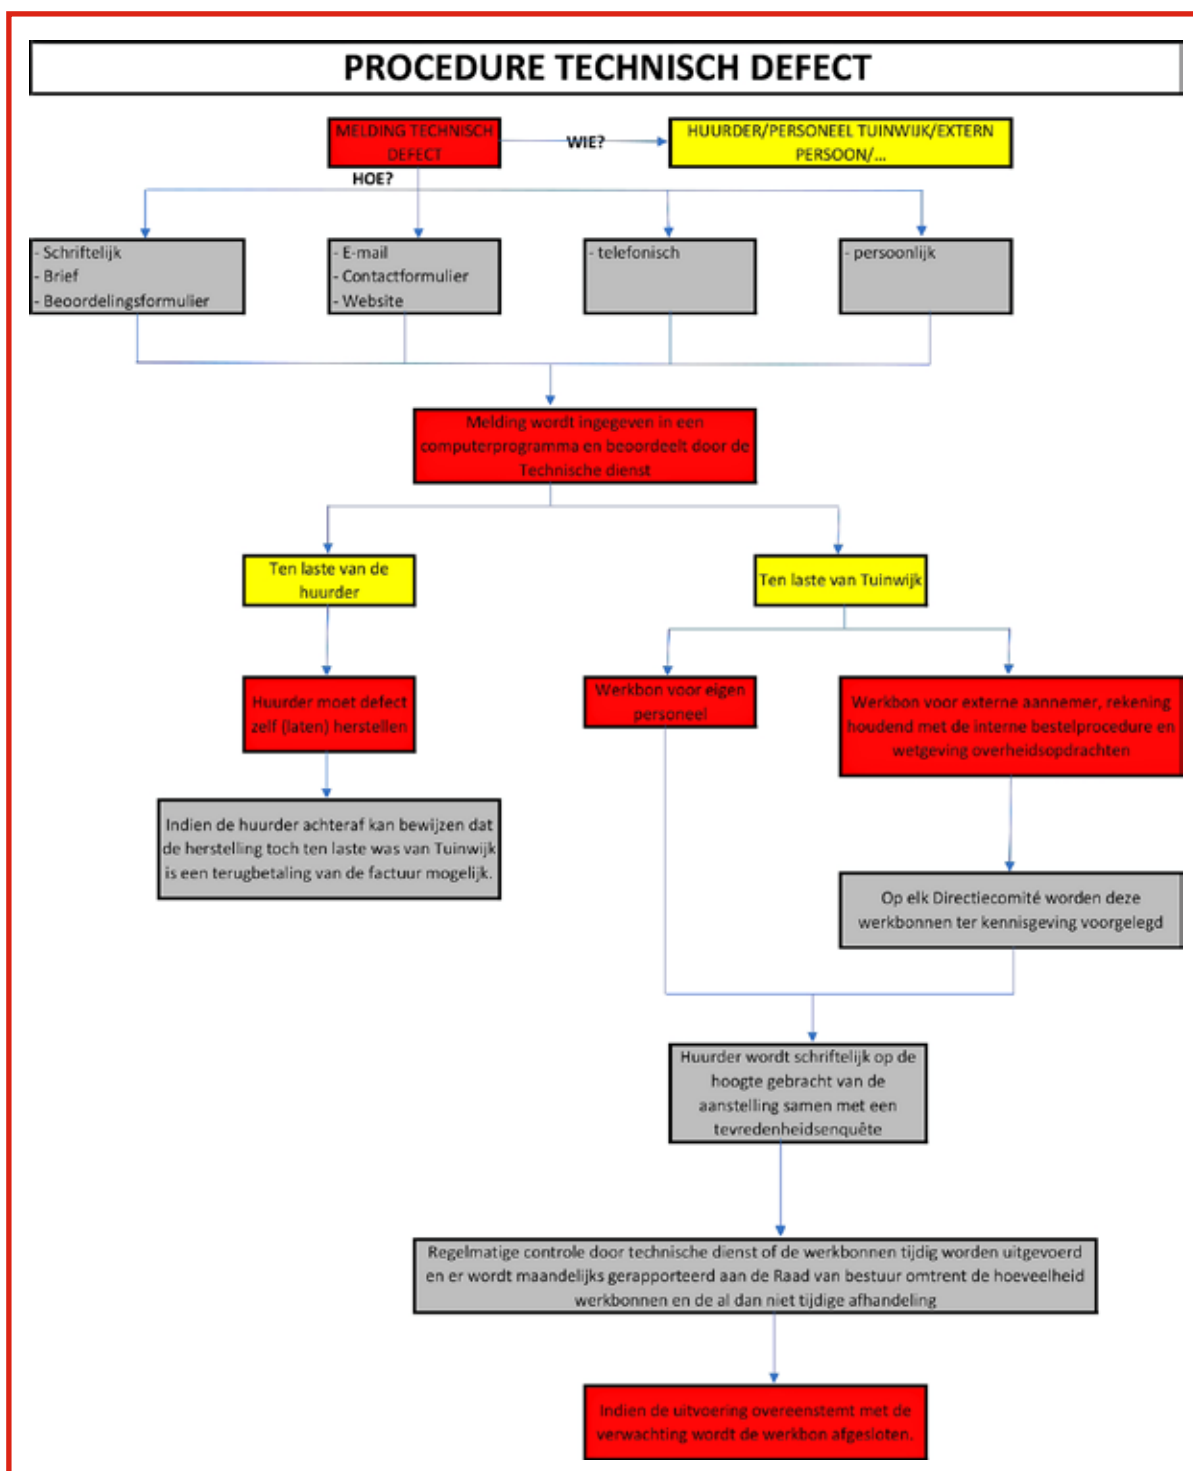 PROCEDURE TECHNISCH DEFECT
MELDING TECHNISCH
DEFECT
WIE?
HUURDER/PERSONEEL TUINWIJK/EXTERN
PERSOON/...
HOE?
- Schriftelijk
- Brief
- Beoordelingsformulier
- E-mail
- Contactformulier
- Website
- telefonisch
- persoonlijk
Melding wordt ingegeven in een
computerprogramma en beoordeelt door de
Technische dienst
Ten laste van de
huurder
Ten laste van Tuinwijk
Huurder moet defect
zelf (laten) herstellen
Werkbon voor eigen
personeel
Werkbon voor externe aannemer, rekening
houdend met de interne bestelprocedure en
wetgeving overheidsopdrachten
Indien de huurder achteraf kan bewijzen dat
de herstelling toch ten laste was van Tuinwijk
is een terugbetaling van de factuur mogelijk.
Op elk Directiecomité worden deze
werkbonnen ter kennisgeving voorgelegd
Huurder wordt schriftelijk op de
hoogte gebracht van de
aanstelling samen met een
tevredenheidsenquête
Regelmatige controle door technische dienst of de werkbonnen tijdig worden uitgevoerd
en er wordt maandelijks gerapporteerd aan de Raad van bestuur omtrent de hoeveelheid
werkbonnen en de al dan niet tijdige afhandeling
Indien de uitvoering overeenstemt met de
verwachting wordt de werkbon afgesloten.